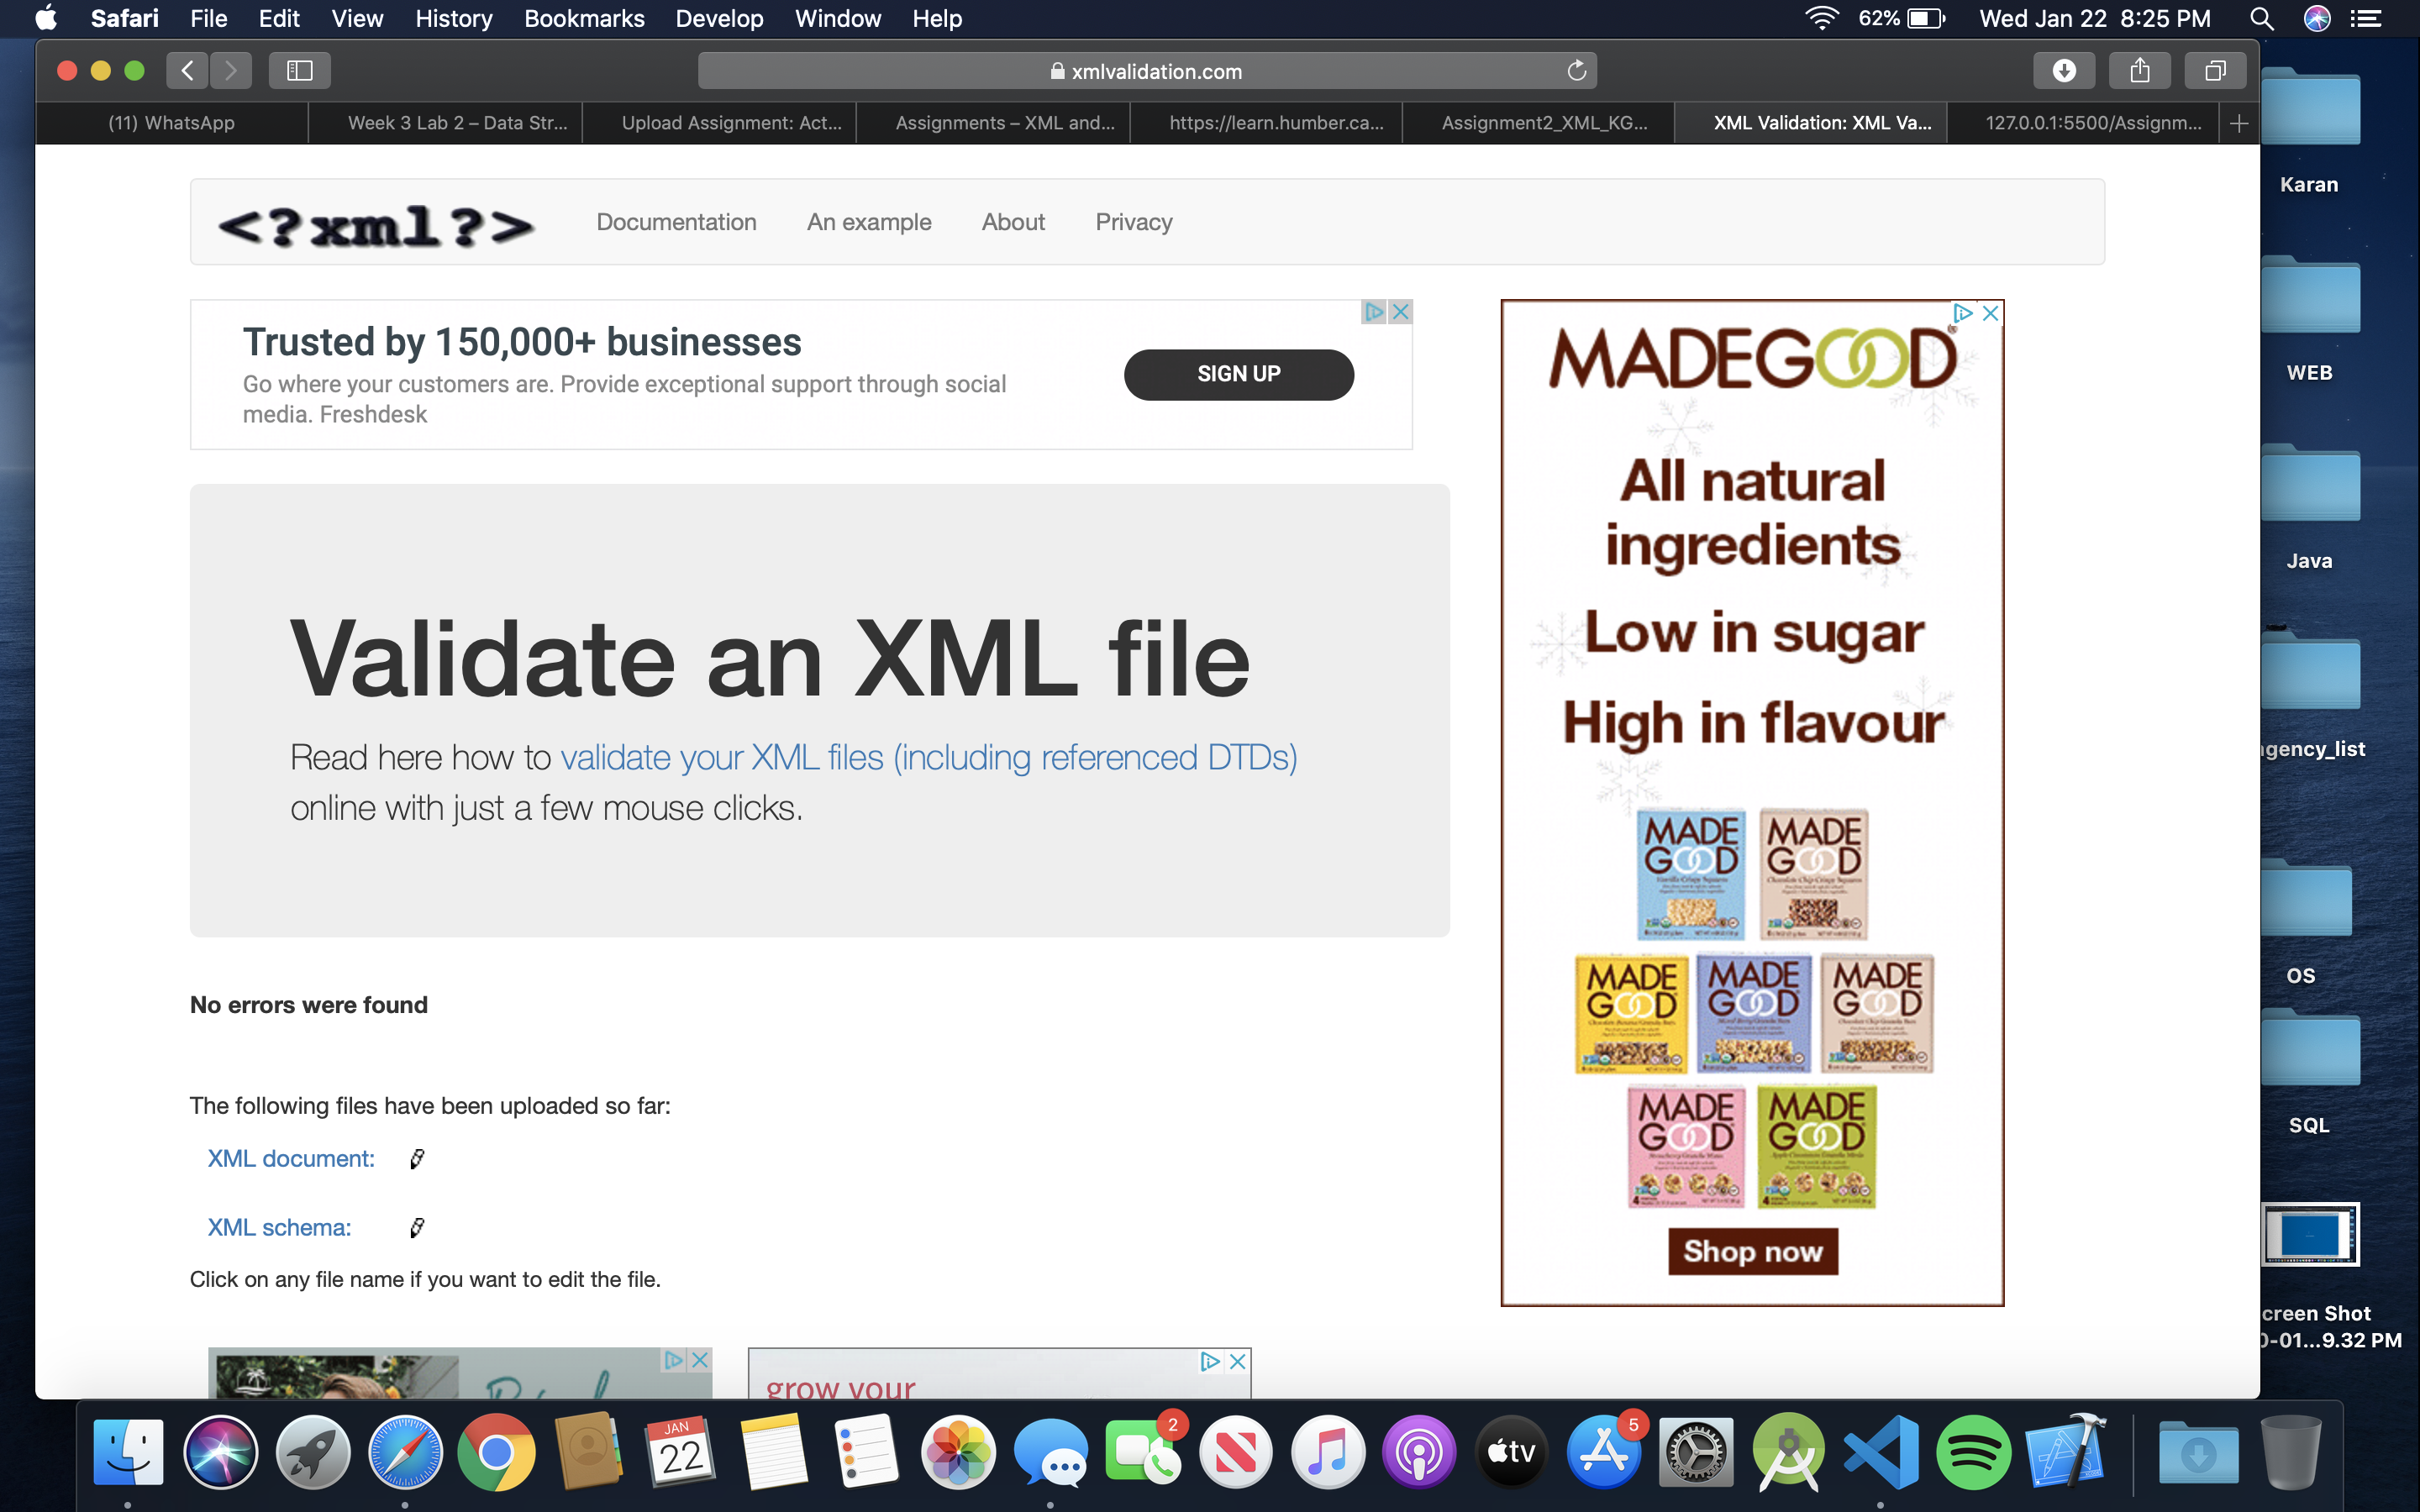 Safari File Edit View History Bookmarks Develop Window Help 62% Wed Jan 22 8:25 PM
xmlvalidation.com
(11) WhatsApp Week 3 Lab 2 – Data Str... Upload Assignment: Act... Assignments – XML and... https://learn.humber.ca... Assignment2_XML_KG... XML Validation: XML Va... 127.0.0.1:5500/Assignm...
<?xml?> Documentation An example About Privacy
Trusted by 150,000+ businesses
Go where your customers are. Provide exceptional support through social
media. Freshdesk
SIGN UP
Validate an XML file
Read here how to validate your XML files (including referenced DTDs)
online with just a few mouse clicks.
No errors were found
The following files have been uploaded so far:
XML document:
XML schema:
Click on any file name if you want to edit the file.
grow your
MADEGOOD®
All natural
ingredients
Low in sugar
High in flavour
MADE
GOOD
MADE
GOOD
MADE
GOOD
MADE
GOOD
MADE
GOOD
MADE
GOOD
MADE
GOOD
Shop now
Karan
WEB
Java
gency_list
OS
SQL
creen Shot
0-01...9.32 PM
JAN
22
2
tv
5